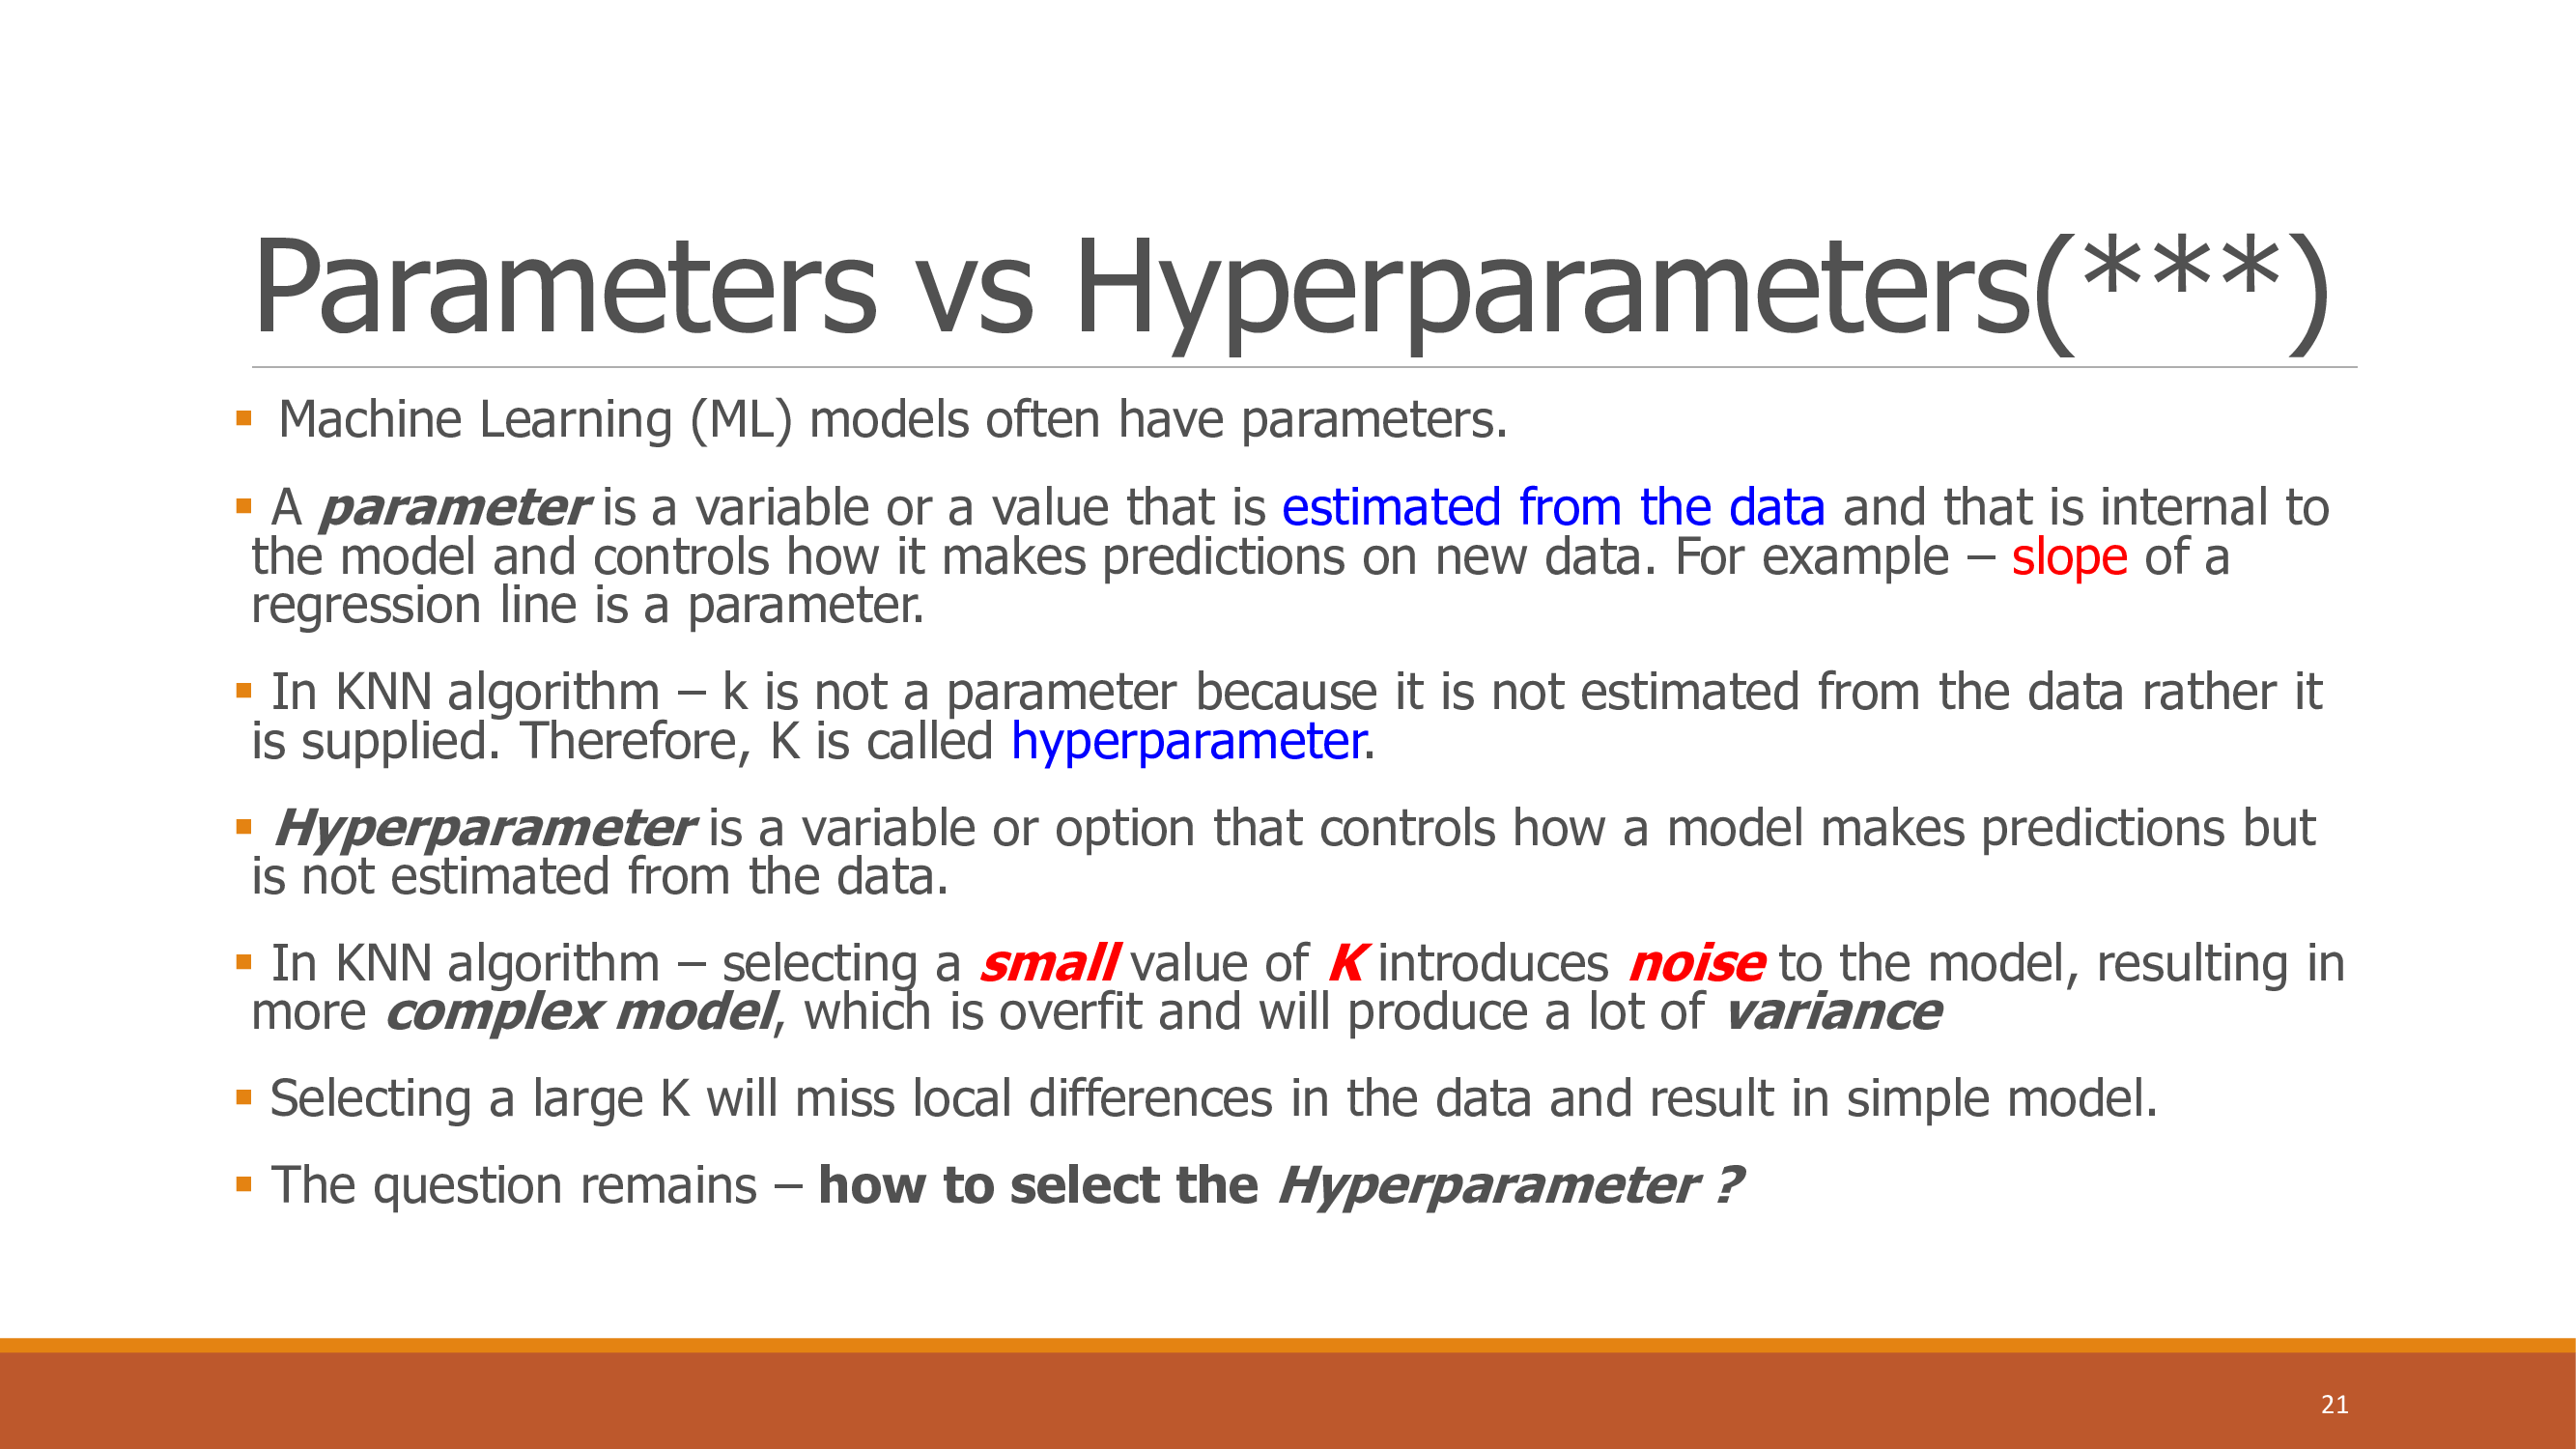 Parameters vs Hyperparameters(***)
Machine Learning (ML) models often have parameters.
A parameter is a variable or a value that is estimated from the data and that is internal to
the model and controls how it makes predictions on new data. For example – slope of a
regression line is a parameter.
In KNN algorithm – k is not a parameter because it is not estimated from the data rather it
is supplied. Therefore, K is called hyperparameter.
Hyperparameter is a variable or option that controls how a model makes predictions but
is not estimated from the data.
In KNN algorithm – selecting a small value of K introduces noise to the model, resulting in
more complex model, which is overfit and will produce a lot of variance
Selecting a large K will miss local differences in the data and result in simple model.
The question remains – how to select the Hyperparameter ?
21